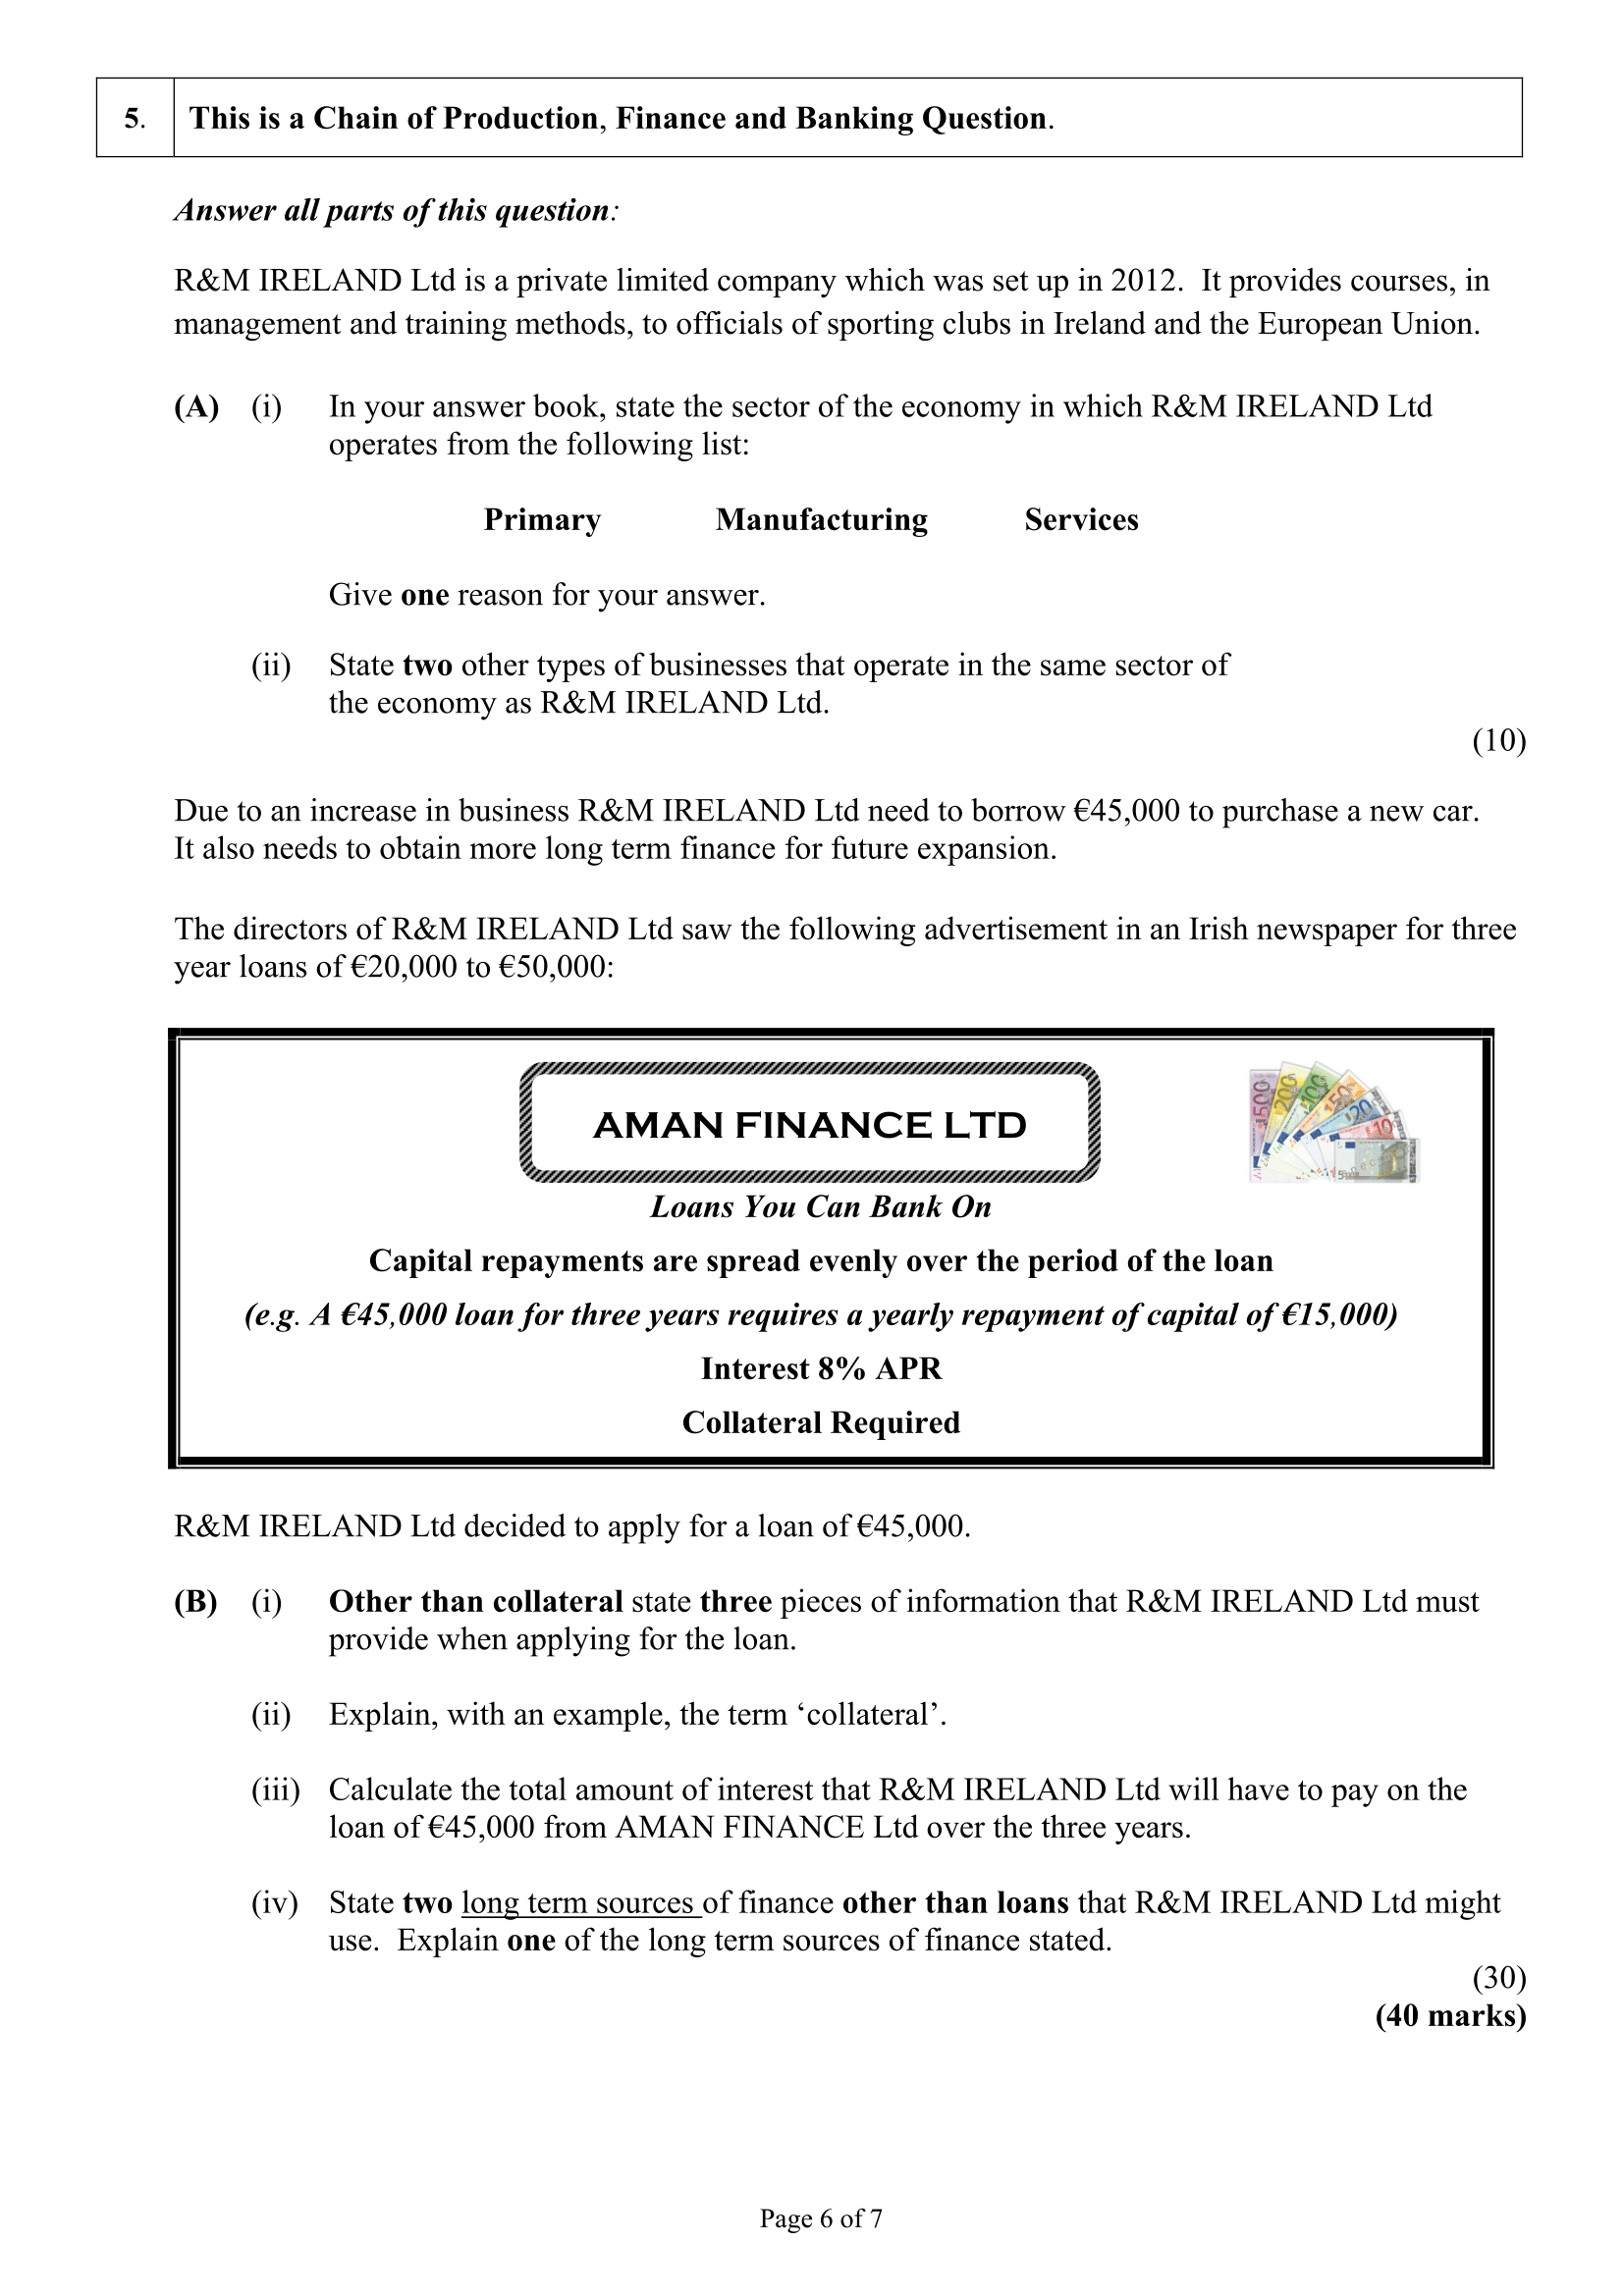 5. This is a Chain of Production, Finance and Banking Question.
Answer all parts of this question:
R&M IRELAND Ltd is a private limited company which was set up in 2012. It provides courses, in
management and training methods, to officials of sporting clubs in Ireland and the European Union.
(A) (i) In your answer book, state the sector of the economy in which R&M IRELAND Ltd
operates from the following list:
Primary Manufacturing Services
Give one reason for your answer.
(ii) State two other types of businesses that operate in the same sector of
the economy as R&M IRELAND Ltd.
(10)
Due to an increase in business R&M IRELAND Ltd need to borrow €45,000 to purchase a new car.
It also needs to obtain more long term finance for future expansion.
The directors of R&M IRELAND Ltd saw the following advertisement in an Irish newspaper for three
year loans of €20,000 to €50,000:
AMAN FINANCE LTD
500 200 100 50 20 10 5
Loans You Can Bank On
Capital repayments are spread evenly over the period of the loan
(e.g. A €45,000 loan for three years requires a yearly repayment of capital of €15,000)
Interest 8% APR
Collateral Required
R&M IRELAND Ltd decided to apply for a loan of €45,000.
(B) (i) Other than collateral state three pieces of information that R&M IRELAND Ltd must
provide when applying for the loan.
(ii) Explain, with an example, the term ‘collateral’.
(iii) Calculate the total amount of interest that R&M IRELAND Ltd will have to pay on the
loan of €45,000 from AMAN FINANCE Ltd over the three years.
(iv) State two long term sources of finance other than loans that R&M IRELAND Ltd might
use. Explain one of the long term sources of finance stated.
(30)
(40 marks)
Page 6 of 7